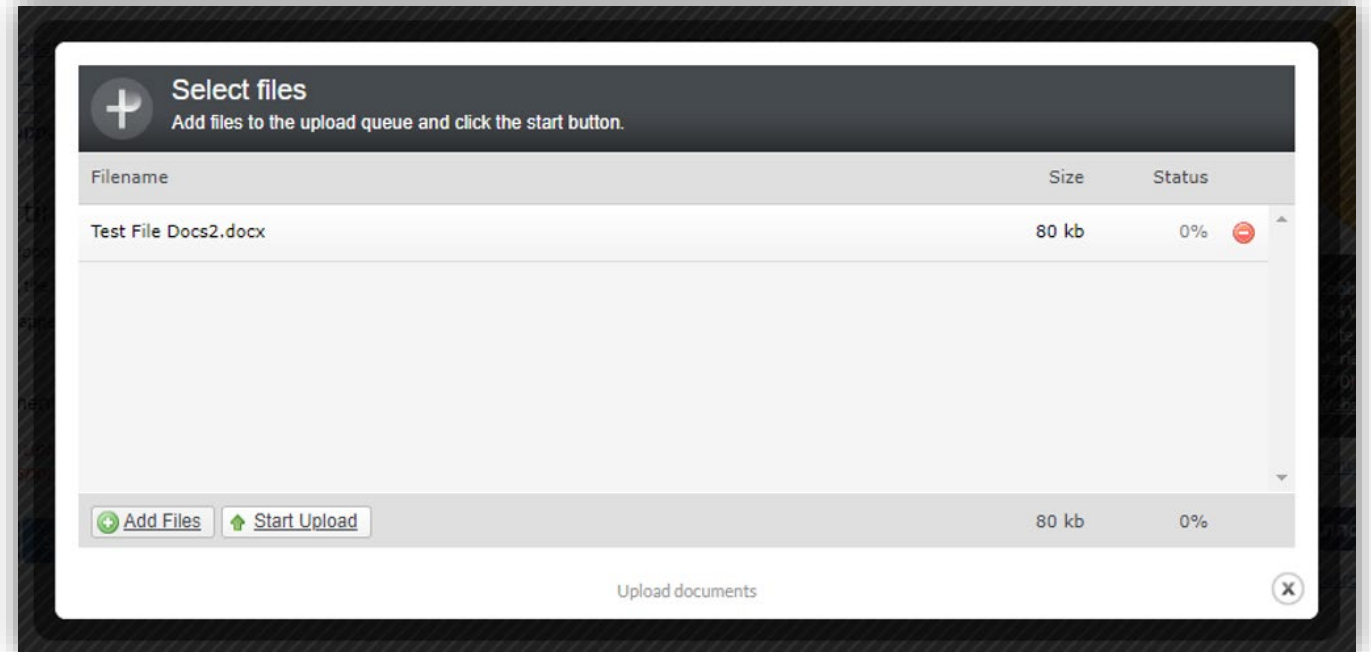 Select files
Add files to the upload queue and click the start button.
Filename Size Status
Test File Docs2.docx 80 kb 0%
Add Files Start Upload 80 kb 0%
Upload documents